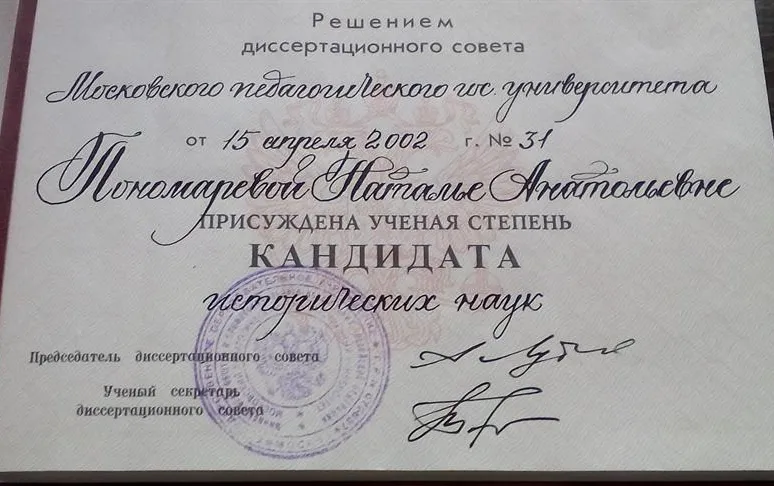 Решением
диссертационного совета
Московского педагогического гос. университета
от 15 апреля 2002 г. № 31
Пономаревой Наталье Анатольевне
ПРИСУЖДЕНА УЧЕНАЯ СТЕПЕНЬ
КАНДИДАТА
исторических наук
Председатель диссертационного совета
Ученый секретарь
диссертационного совета